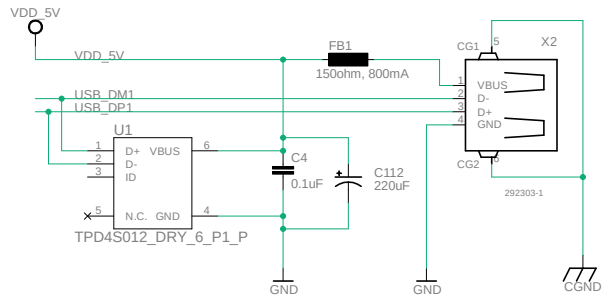 VDD_5V
VDD_5V
FB1
150ohm, 800mA
CG1
5
X2
USB_DM1
USB_DP1
1
2
3
4
VBUS
D-
D+
GND
CG2
6
292303-1
U1
1
2
3
5
D+
D-
ID
N.C.
VBUS
GND
6
4
TPD4S012_DRY_6_P1_P
C4
0.1uF
C112
220uF
GND
GND
CGND